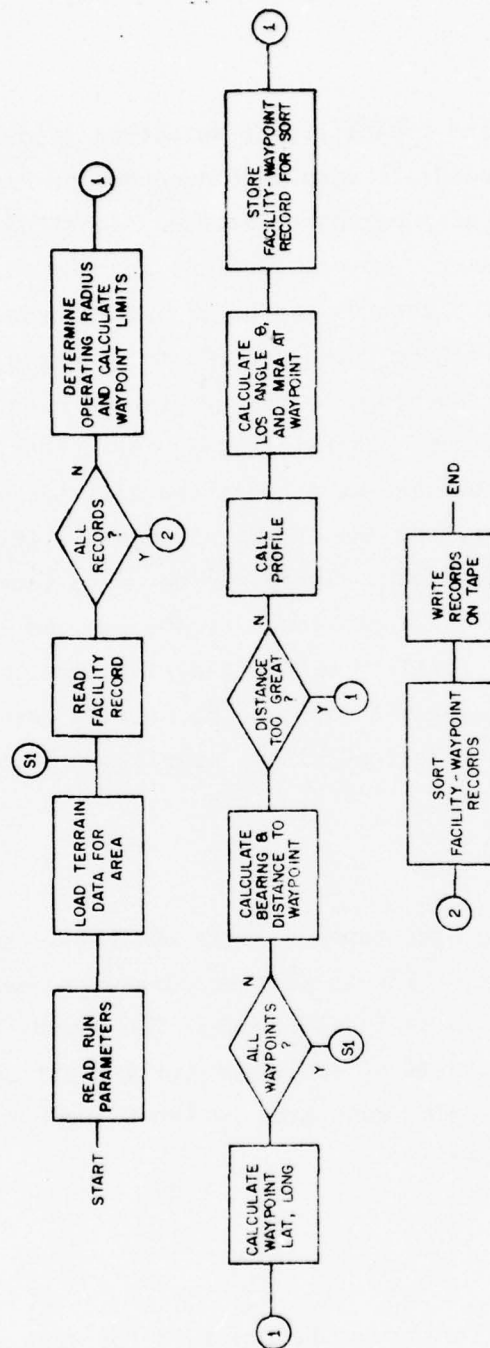 START
READ RUN
PARAMETERS
LOAD TERRAIN
DATA FOR
AREA
S1
READ
FACILITY
RECORD
ALL
RECORDS
?
N
Y
2
DETERMINE
OPERATING RADIUS
AND CALCULATE
WAYPOINT LIMITS
1
1
CALCULATE
WAYPOINT
LAT, LONG
ALL
WAYPOINTS
?
N
Y
S1
CALCULATE
BEARING &
DISTANCE TO
WAYPOINT
DISTANCE
TOO GREAT
?
N
Y
1
CALL
PROFILE
CALCULATE
LOS ANGLE θ,
AND MRA AT
WAYPOINT
STORE
FACILITY-WAYPOINT
RECORD FOR SORT
1
2
SORT
FACILITY-WAYPOINT
RECORDS
WRITE
RECORDS
ON TAPE
END